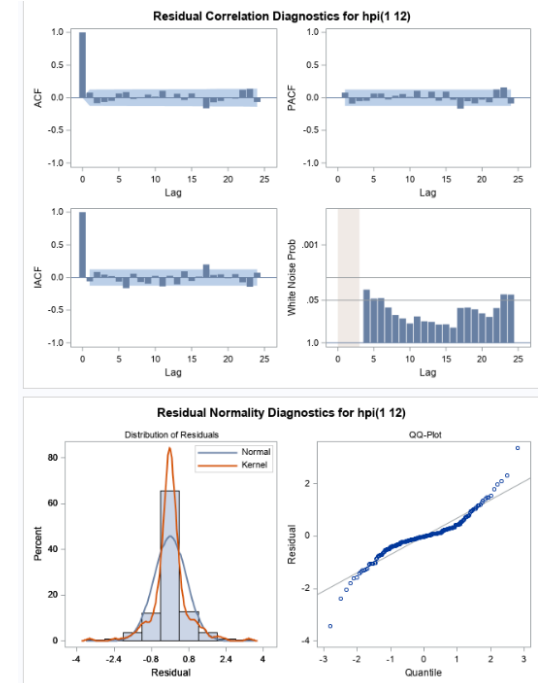 Residual Correlation Diagnostics for hpi(1 12)
1.0
0.5
0.0
-0.5
-1.0
ACF
0 5 10 15 20 25
Lag
1.0
0.5
0.0
-0.5
-1.0
PACF
0 5 10 15 20 25
Lag
1.0
0.5
0.0
-0.5
-1.0
IACF
0 5 10 15 20 25
Lag
.001
.05
1.0
White Noise Prob
0 5 10 15 20 25
Lag
Residual Normality Diagnostics for hpi(1 12)
Distribution of Residuals
Normal
Kernel
80
60
40
20
0
Percent
-4 -2.4 -0.8 0.8 2.4 4
Residual
QQ-Plot
2
0
-2
-4
Residual
-3 -2 -1 0 1 2 3
Quantile